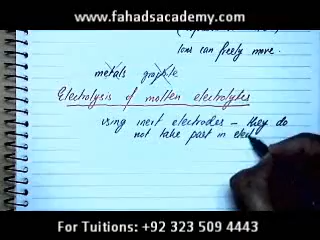 www.fahadsacademy.com
Ions can freely move.
metals graphite
Electrolysis of molten electrolytes
using inert electrodes - they do
not take part in elect
For Tuitions: +92 323 509 4443